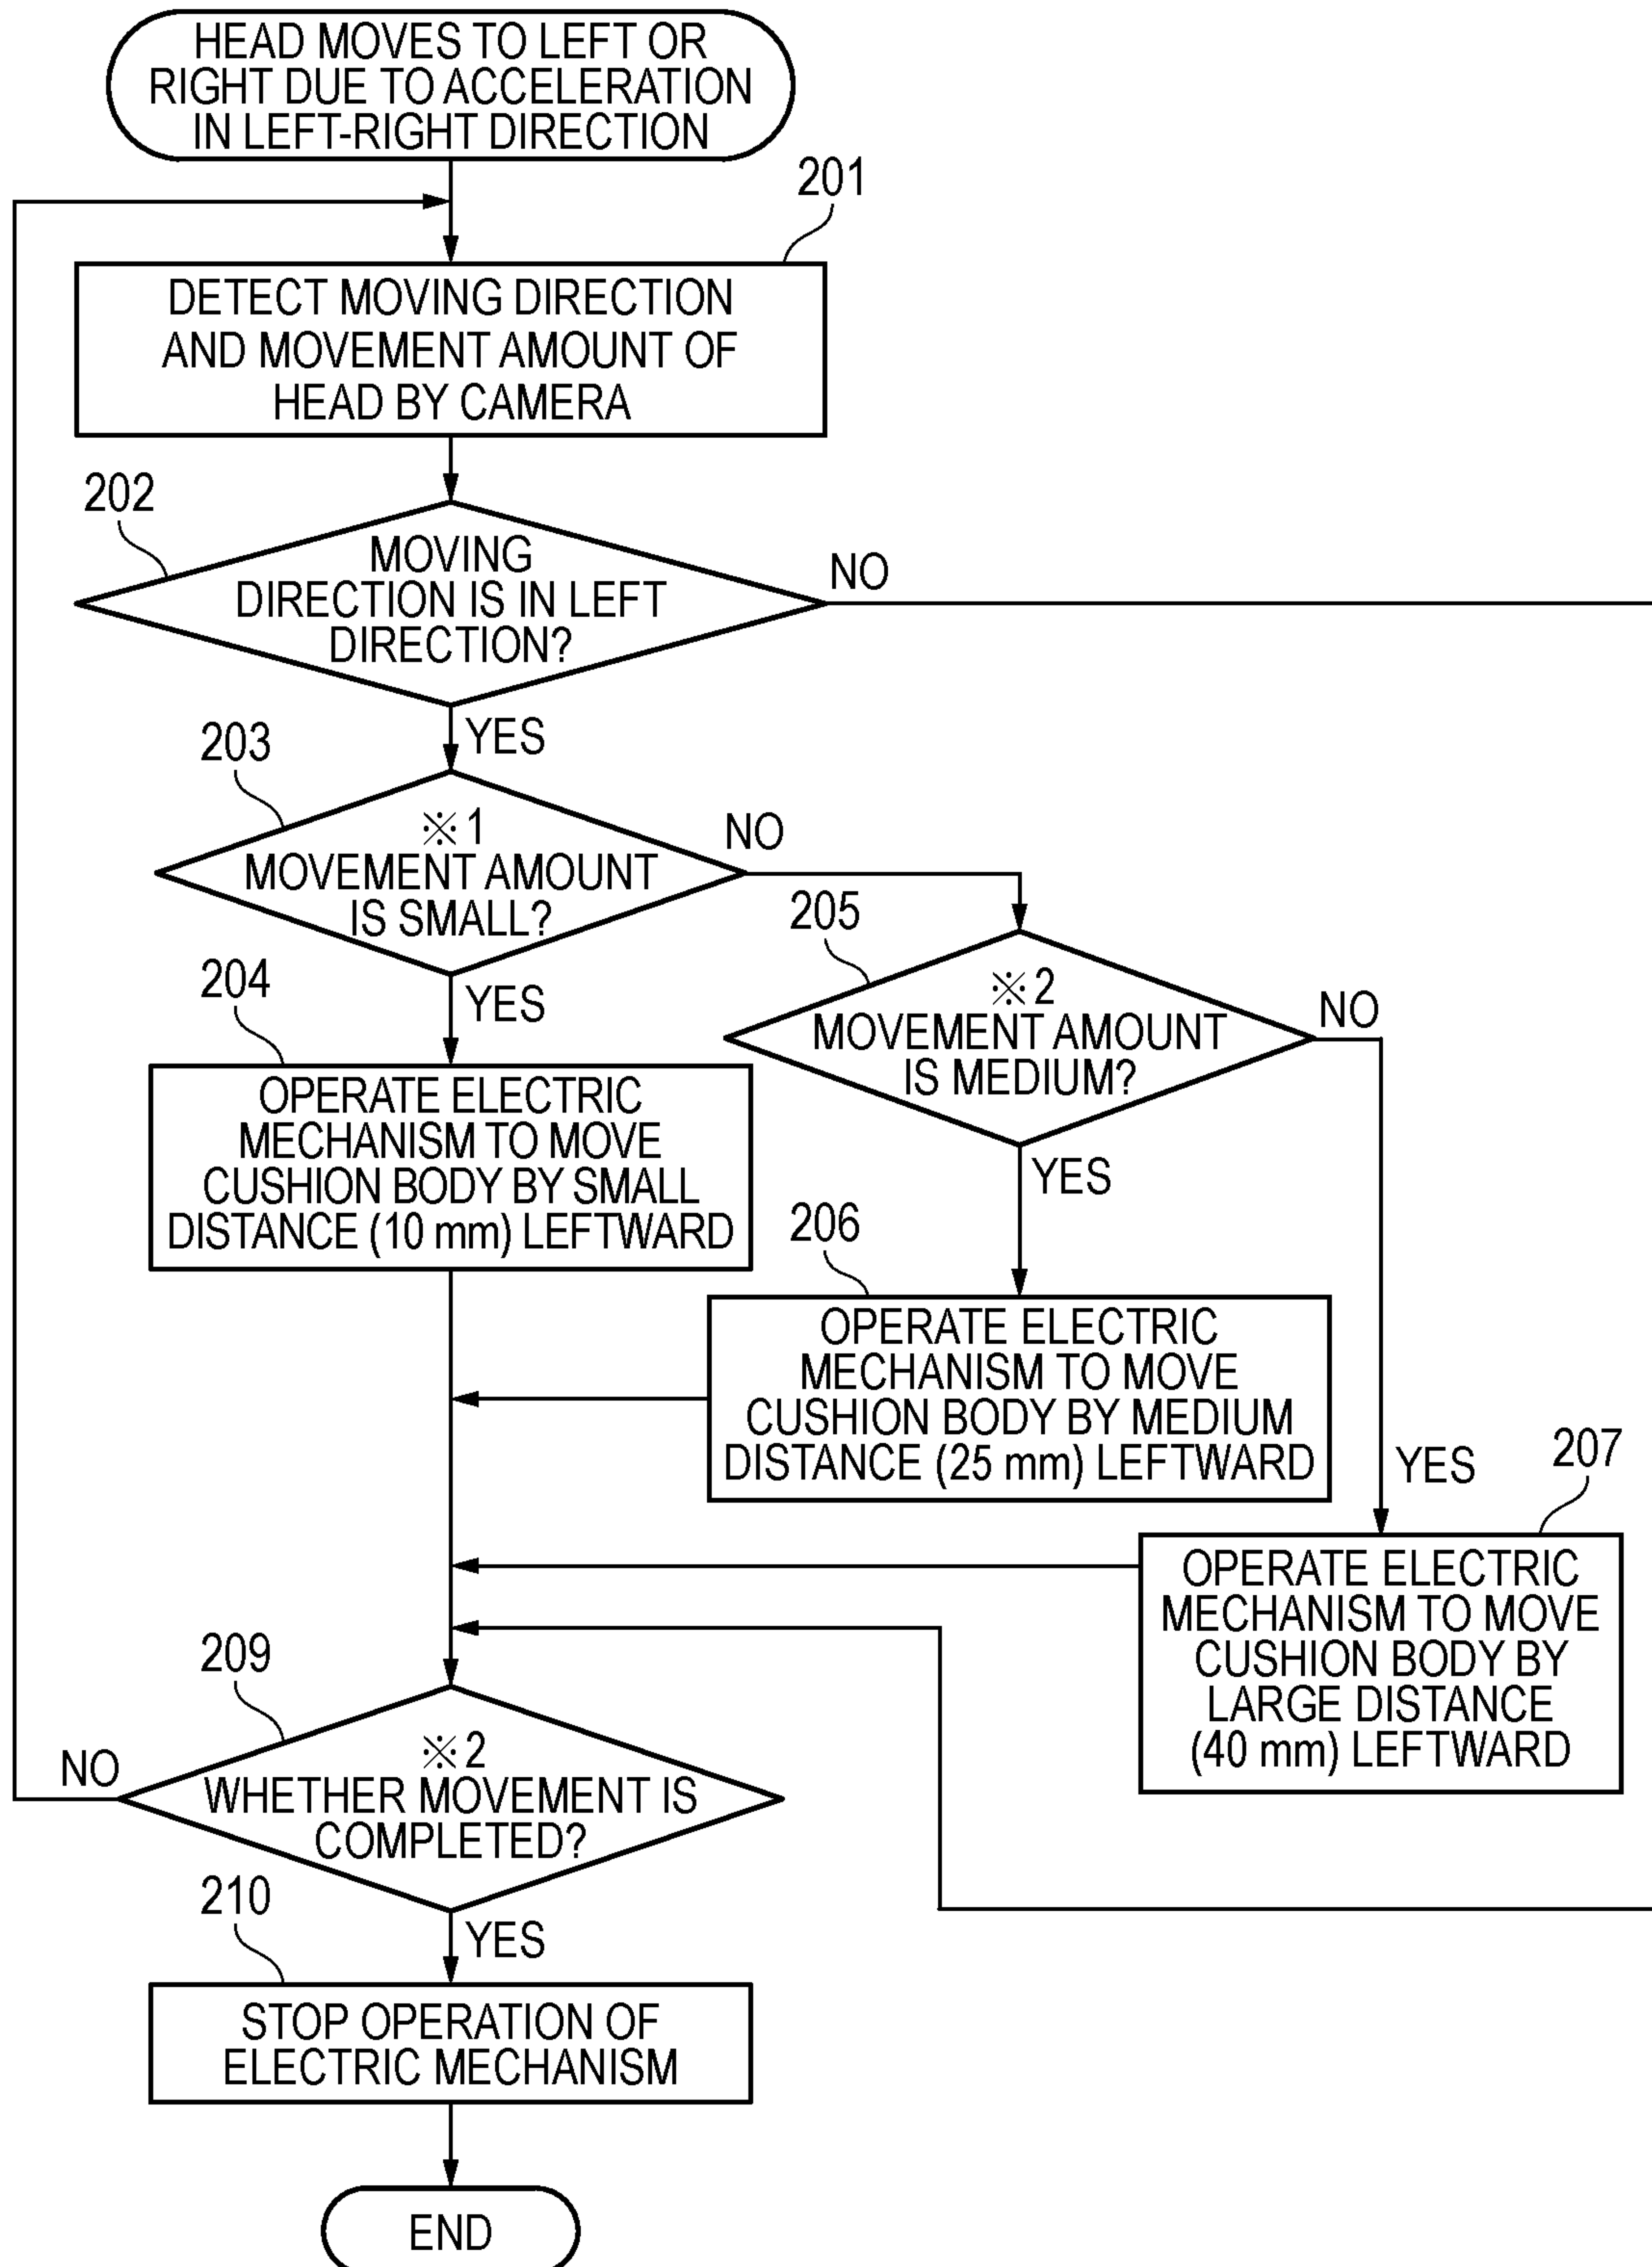 HEAD MOVES TO LEFT OR
RIGHT DUE TO ACCELERATION
IN LEFT-RIGHT DIRECTION
201
DETECT MOVING DIRECTION
AND MOVEMENT AMOUNT OF
HEAD BY CAMERA
202
MOVING
DIRECTION IS IN LEFT
DIRECTION?
NO
YES
203
※1
MOVEMENT AMOUNT
IS SMALL?
NO
YES
204
OPERATE ELECTRIC
MECHANISM TO MOVE
CUSHION BODY BY SMALL
DISTANCE (10 mm) LEFTWARD
205
※2
MOVEMENT AMOUNT
IS MEDIUM?
NO
YES
206
OPERATE ELECTRIC
MECHANISM TO MOVE
CUSHION BODY BY MEDIUM
DISTANCE (25 mm) LEFTWARD
YES
207
OPERATE ELECTRIC
MECHANISM TO MOVE
CUSHION BODY BY
LARGE DISTANCE
(40 mm) LEFTWARD
209
※2
WHETHER MOVEMENT IS
COMPLETED?
NO
YES
210
STOP OPERATION OF
ELECTRIC MECHANISM
END